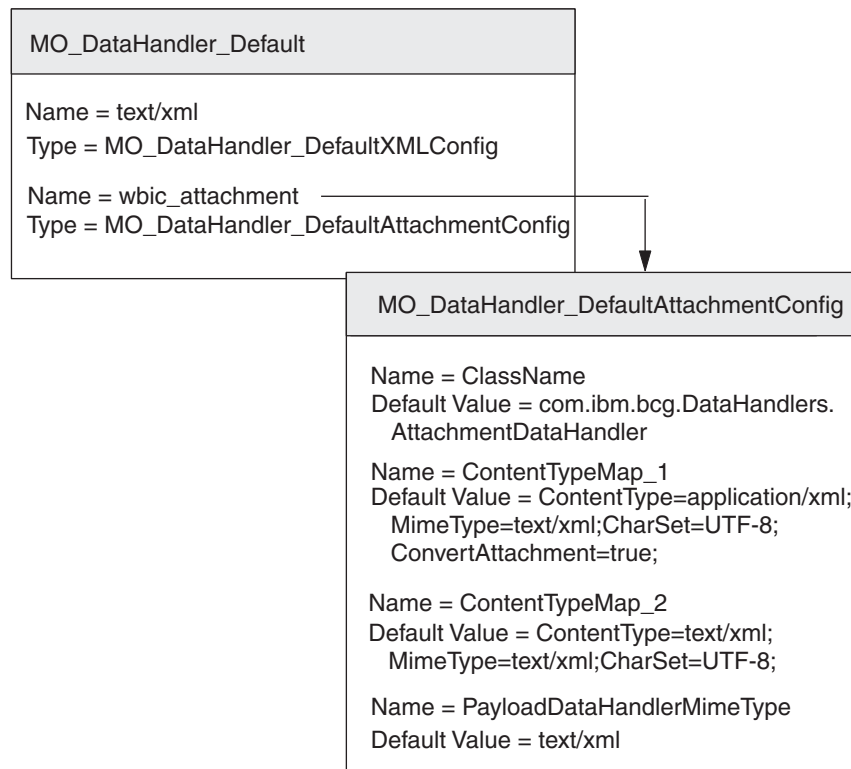 MO_DataHandler_Default
Name = text/xml
Type = MO_DataHandler_DefaultXMLConfig
Name = wbic_attachment
Type = MO_DataHandler_DefaultAttachmentConfig
MO_DataHandler_DefaultAttachmentConfig
Name = ClassName
Default Value = com.ibm.bcg.DataHandlers.
AttachmentDataHandler
Name = ContentTypeMap_1
Default Value = ContentType=application/xml;
MimeType=text/xml;CharSet=UTF-8;
ConvertAttachment=true;
Name = ContentTypeMap_2
Default Value = ContentType=text/xml;
MimeType=text/xml;CharSet=UTF-8;
Name = PayloadDataHandlerMimeType
Default Value = text/xml